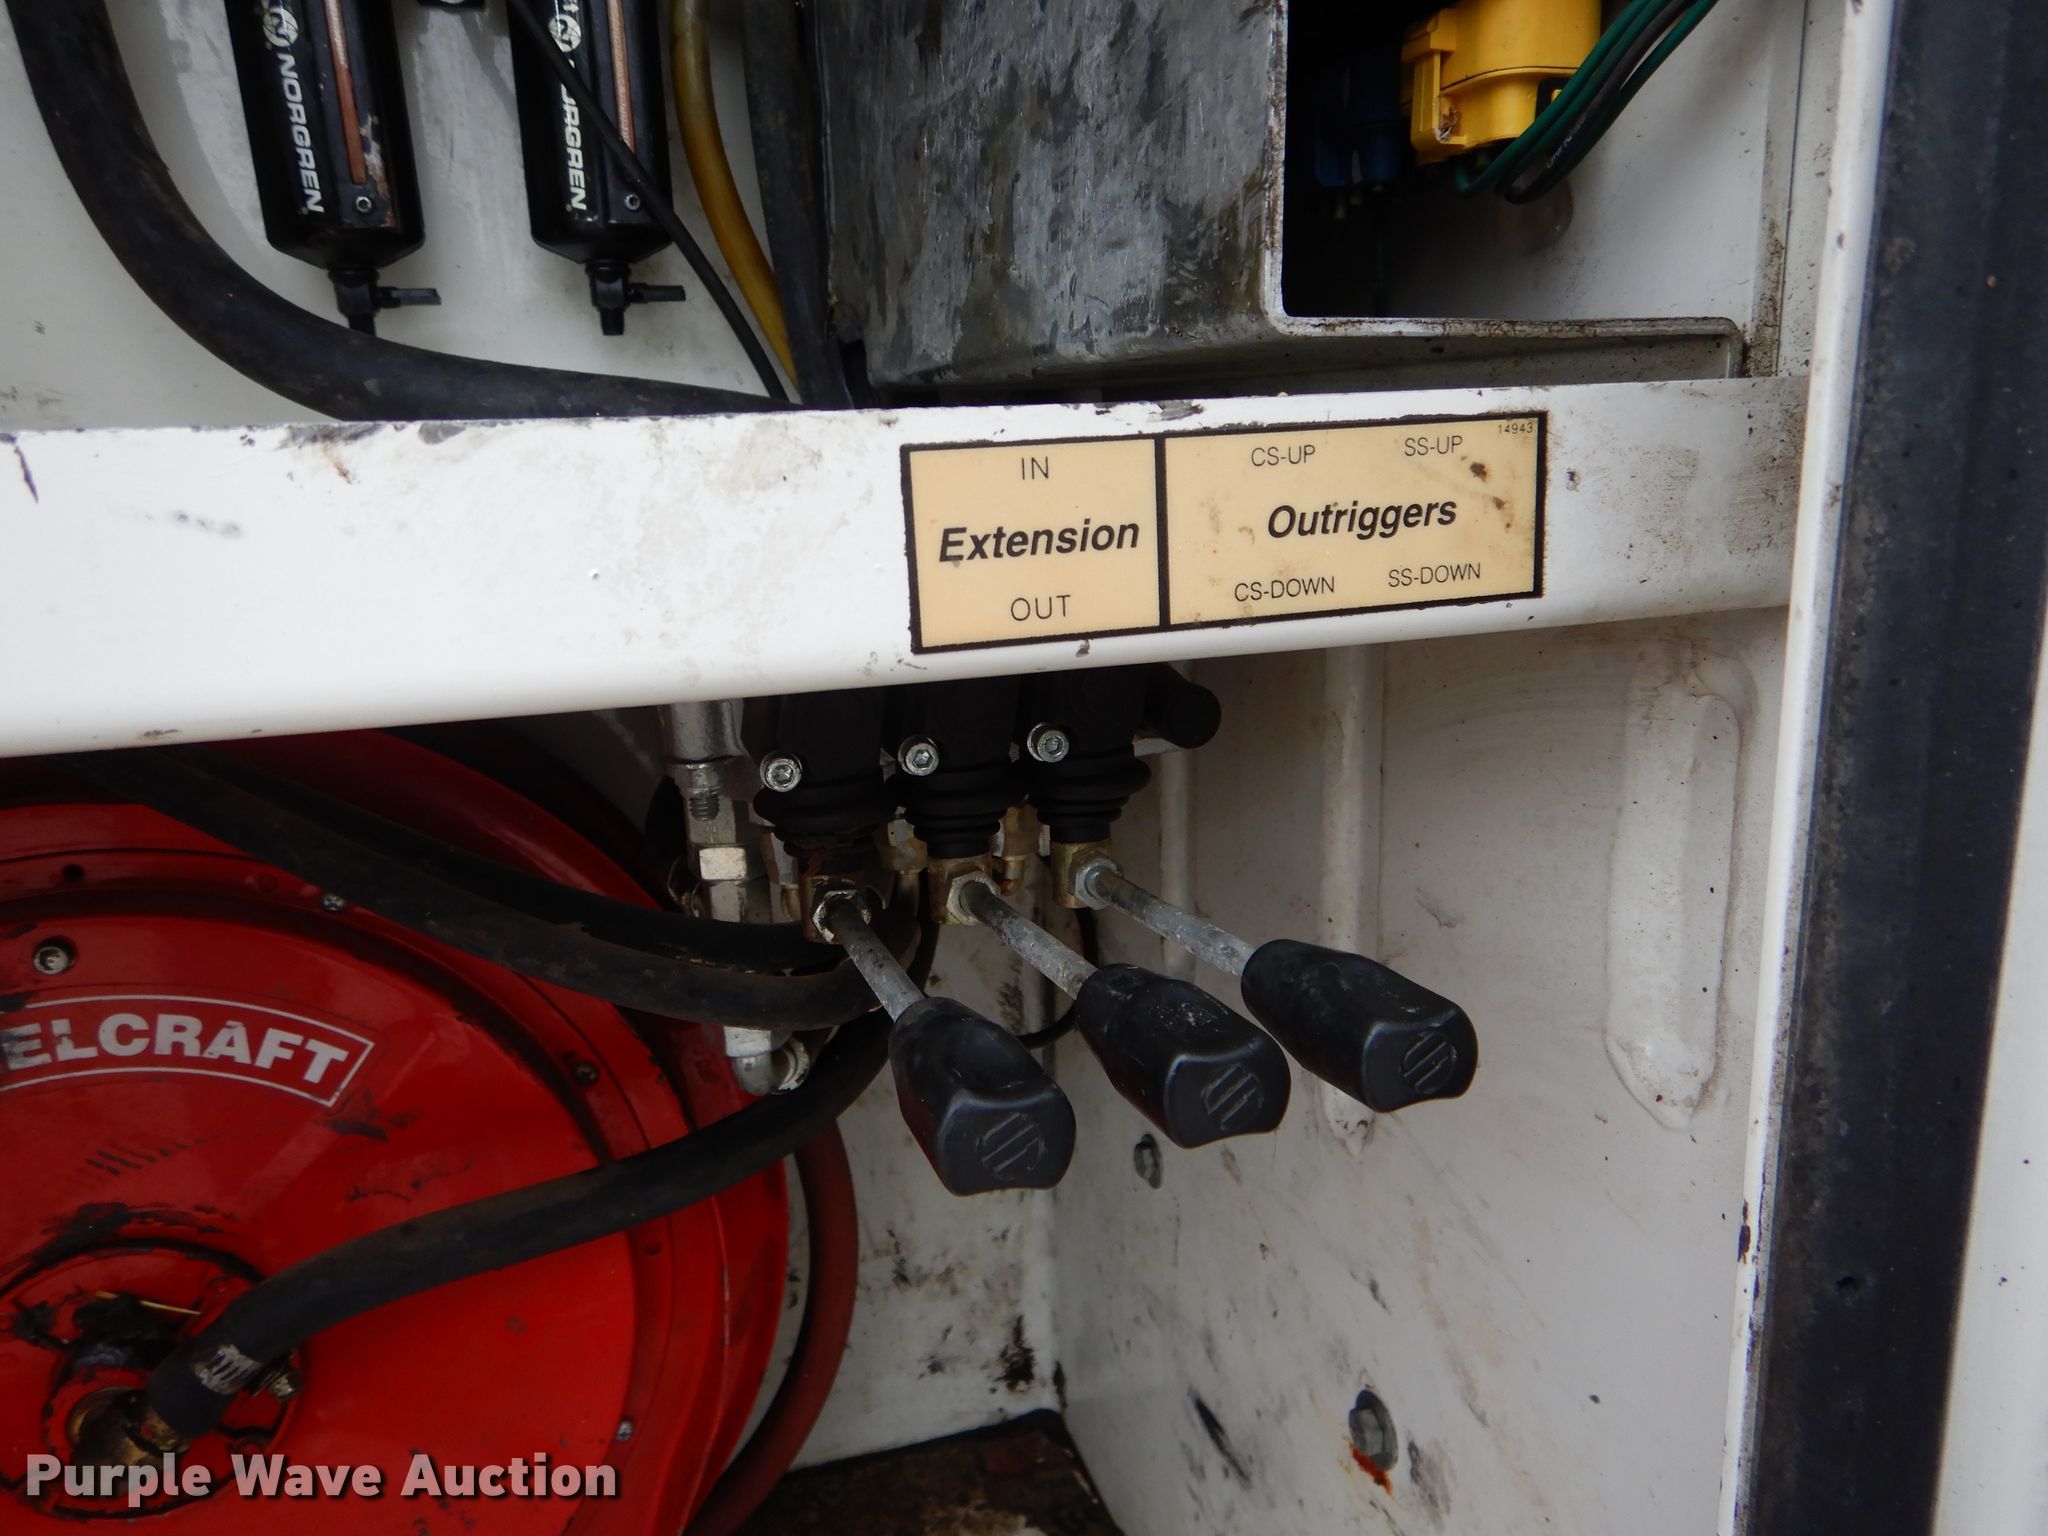 NORGREN
NORGREN
IN
Extension
OUT
CS-UP SS-UP 14943
Outriggers
CS-DOWN SS-DOWN
ELCRAFT
Purple Wave Auction